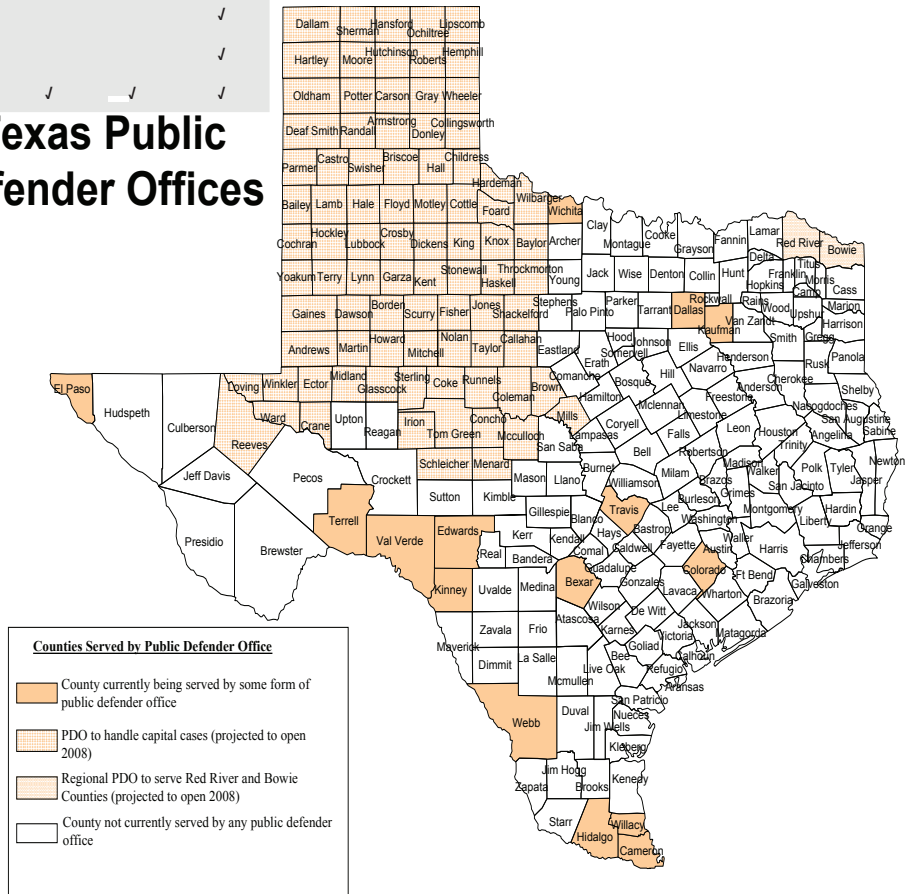 √
√
√ √ √
exas Public
fender Offices
Dallam Sherman Hansford Ochiltree Lipscomb
Hartley Moore Hutchinson Roberts Hemphill
Oldham Potter Carson Gray Wheeler
Deaf Smith Randall Armstrong Donley Collingsworth
Parmer Castro Swisher Briscoe Hall Childress
Hardeman
Bailey Lamb Hale Floyd Motley Cottle Foard Wilbarger Wichita
Cochran Hockley Lubbock Crosby Dickens King Knox Baylor Archer Clay Montague Cooke Grayson Fannin Lamar Red River Bowie
Delta Titus
Yoakum Terry Lynn Garza Kent Stonewall Haskell Throckmorton Young Jack Wise Denton Collin Hunt Hopkins Franklin Morris Cass
Camp
Gaines Dawson Borden Scurry Fisher Jones Shackelford Stephens Palo Pinto Parker Tarrant Dallas Rockwall Rains Wood Upshur Marion
Kaufman Van Zandt Harrison
Andrews Martin Howard Mitchell Nolan Taylor Callahan Eastland Erath Hood Somervell Johnson Ellis Smith Gregg
Henderson Rusk Panola
El Paso Hudspeth Culberson Loving Winkler Ector Midland Glasscock Sterling Coke Runnels Coleman Brown Comanche Hamilton Bosque Hill Navarro Anderson Cherokee Shelby
Freestone
Reeves Ward Crane Upton Reagan Irion Tom Green Concho Mcculloch Mills Lampasas Coryell Mclennan Limestone Leon Houston Nacogdoches San Augustine Sabine
Angelina
San Saba Bell Falls Robertson Trinity
Jeff Davis Pecos Crockett Schleicher Menard Mason Llano Burnet Williamson Milam Brazos Madison Walker Polk Tyler Jasper Newton
San Jacinto
Sutton Kimble Burleson Grimes
Gillespie Blanco Travis Lee Washington Montgomery Liberty Hardin Orange
Presidio Brewster Terrell Val Verde Edwards Real Kerr Kendall Hays Bastrop Fayette Austin Waller Harris Jefferson
Bandera Comal Caldwell Chambers
Kinney Uvalde Medina Bexar Guadalupe Gonzales Lavaca Colorado Ft Bend Galveston
Wharton Brazoria
Wilson De Witt
Maverick Zavala Frio Atascosa Karnes Jackson Matagorda
Goliad Victoria
Dimmit La Salle Mcmullen Live Oak Bee Refugio Calhoun
Aransas
San Patricio
Webb Duval Jim Wells Nueces
Kleberg
Zapata Jim Hogg Brooks Kenedy
Starr Hidalgo Willacy
Cameron
Counties Served by Public Defender Office
County currently being served by some form of
public defender office
PDO to handle capital cases (projected to open
2008)
Regional PDO to serve Red River and Bowie
Counties (projected to open 2008)
County not currently served by any public defender
office